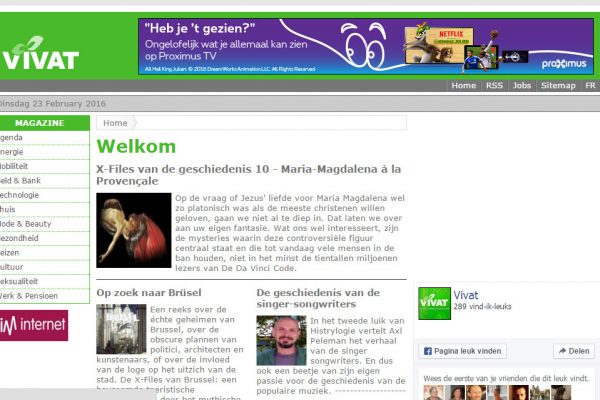 VIVAT
"Heb je 't gezien?"
Ongelofelijk wat je allemaal kan zien
op Proximus TV
All Hail King Julien © 2016 DreamWorks Animation LLC. All Rights Reserved
NETFLIX
proximus
Home RSS Jobs Sitemap FR
Dinsdag 23 February 2016
MAGAZINE
genda
nergie
Mobiliteit
Geld & Bank
Technologie
huis
Mode & Beauty
Gezondheid
Reizen
Cultuur
Seksualiteit
Werk & Pensioen
iM internet
Home
Welkom
X-Files van de geschiedenis 10 - Maria-Magdalena à la
Provençale
Op de vraag of Jezus' liefde voor Maria Magdalena wel
zo platonisch was als de meeste christenen willen
geloven, gaan we niet al te diep in. Dat laten we over
aan uw eigen fantasie. Wat ons wel interesseert, zijn
de mysteries waarin deze controversiële figuur
centraal staat en die tot vandaag vele mensen in de
ban houden, niet in het minst de tientallen miljoenen
lezers van De Da Vinci Code.
Op zoek naar Brüsel
Een reeks over de
échte geheimen van
Brussel, over de
obscure plannen van
politici, architecten en
kunstenaars, of over de invloed
van de loge op het uitzich van de
stad. De X-Files van Brussel: een
toeristische
door het mythische
De geschiedenis van de
singer-songwriters
In het tweede luik van
Histrylogie vertelt Axl
Peleman het verhaal
van de singer
songwriters. En dus
ook een beetje van zijn eigen
passie voor de geschiedenis van de
populaire muziek. --------------------
VIVAT
Vivat
289 vind-ik-leuks
Pagina leuk vinden
Delen
Wees de eerste van je vrienden die dit leuk vindt.